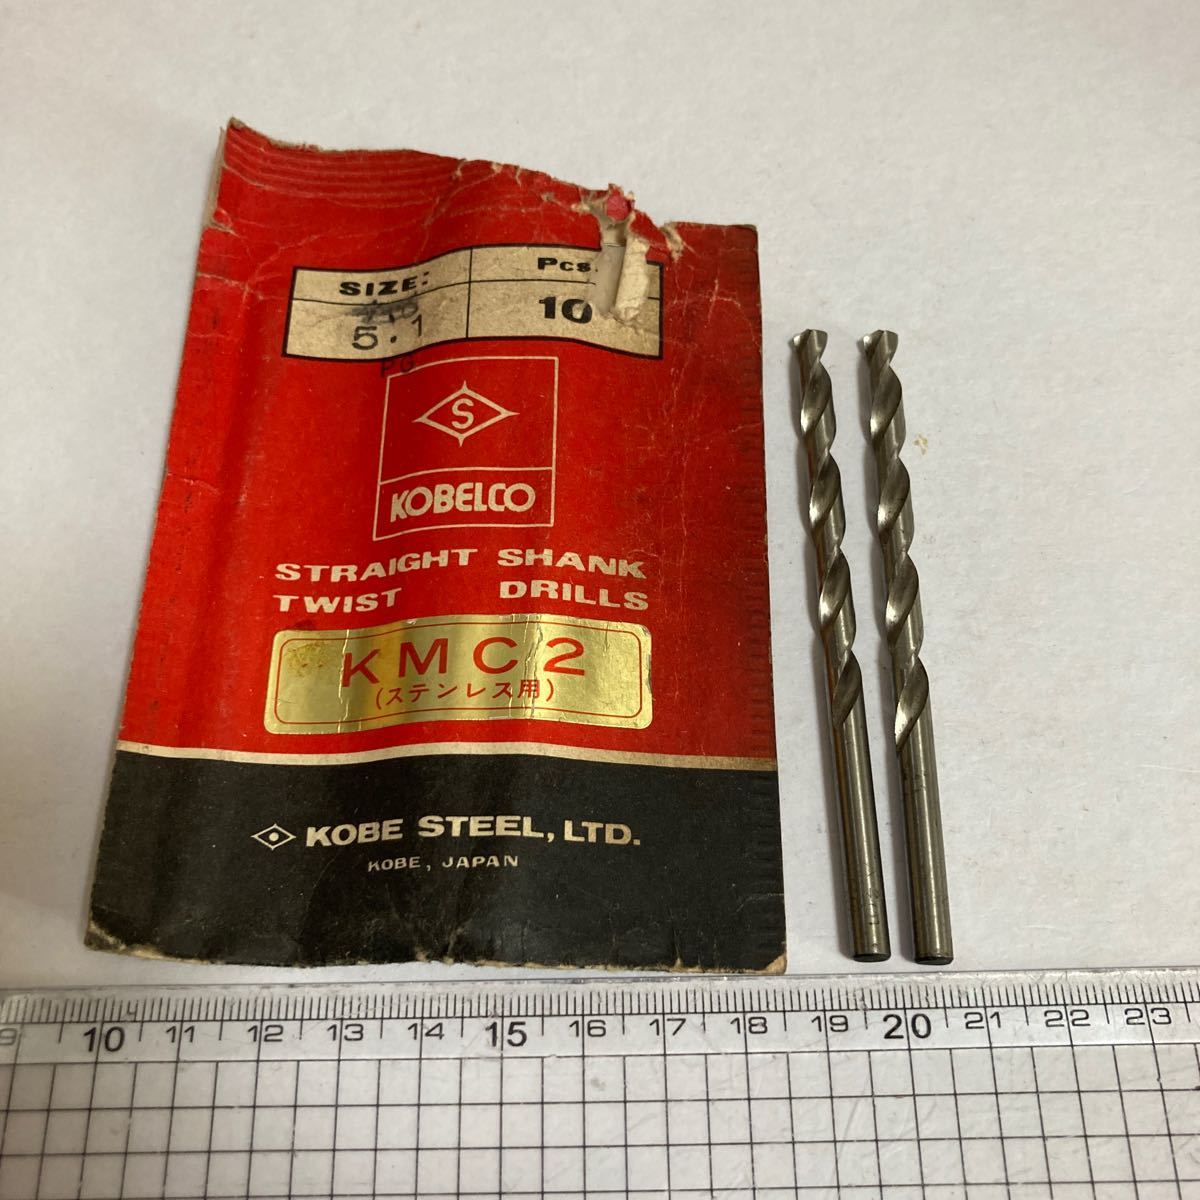 SIZE:
Pcs.
5.1
10
PG
S
KOBELCO
STRAIGHT SHANK
TWIST DRILLS
KMC2
(ステンレス用)
KOBE STEEL, LTD.
KOBE, JAPAN
9 10 11 12 13 14 15 16 17 18 19 20 21 22 23